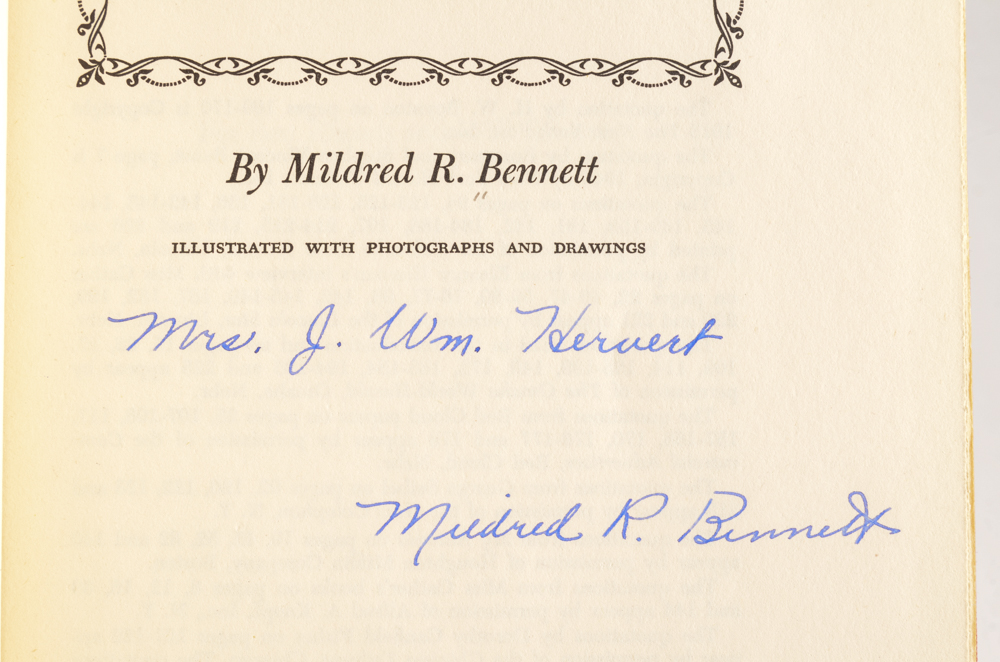 By Mildred R. Bennett
ILLUSTRATED WITH PHOTOGRAPHS AND DRAWINGS
Mrs. J. Wm. Hervert
Mildred R. Bennett